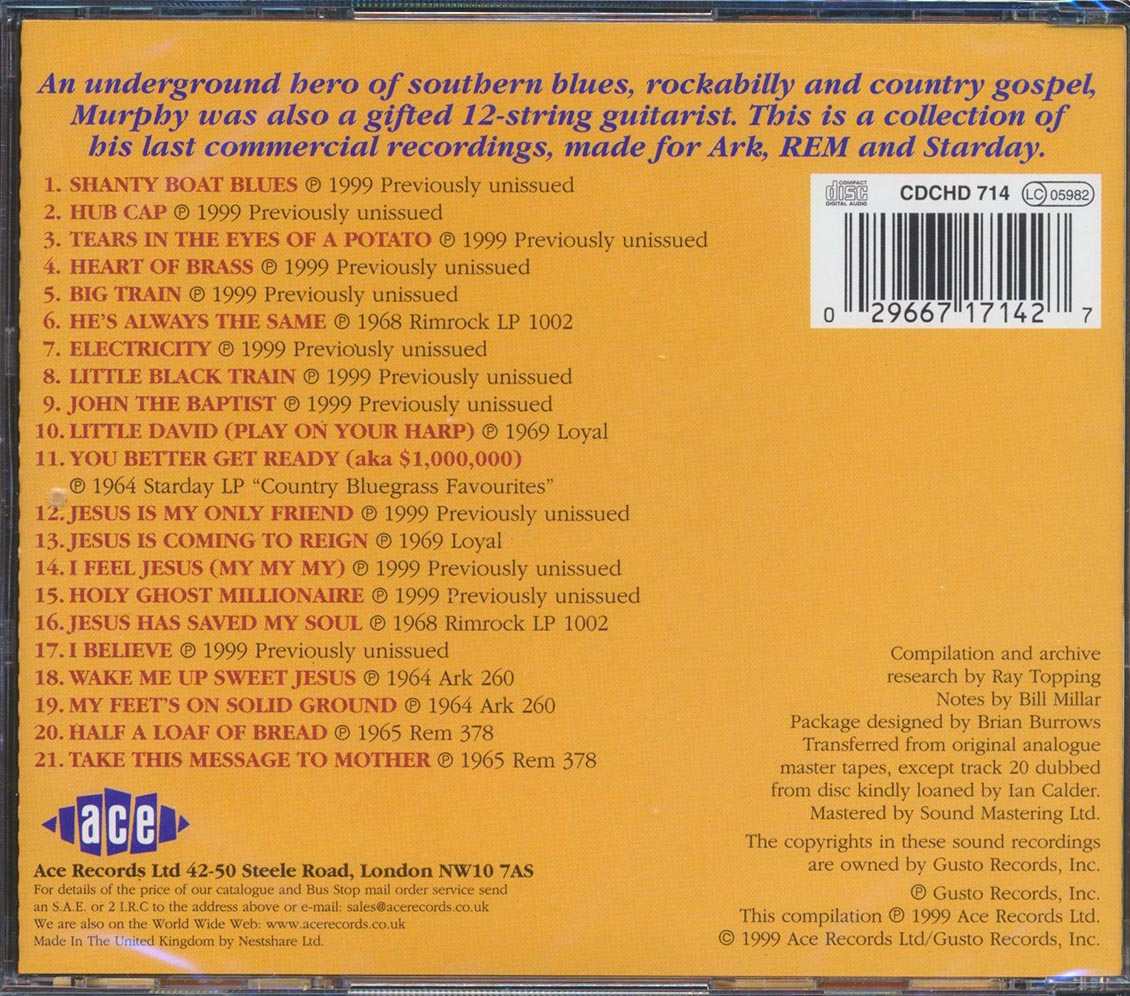 An underground hero of southern blues, rockabilly and country gospel,
Murphy was also a gifted 12-string guitarist. This is a collection of
his last commercial recordings, made for Ark, REM and Starday.
1. SHANTY BOAT BLUES ℗ 1999 Previously unissued
2. HUB CAP ℗ 1999 Previously unissued
3. TEARS IN THE EYES OF A POTATO ℗ 1999 Previously unissued
4. HEART OF BRASS ℗ 1999 Previously unissued
5. BIG TRAIN ℗ 1999 Previously unissued
6. HE'S ALWAYS THE SAME ℗ 1968 Rimrock LP 1002
7. ELECTRICITY ℗ 1999 Previously unissued
8. LITTLE BLACK TRAIN ℗ 1999 Previously unissued
9. JOHN THE BAPTIST ℗ 1999 Previously unissued
10. LITTLE DAVID (PLAY ON YOUR HARP) ℗ 1969 Loyal
11. YOU BETTER GET READY (aka $1,000,000)
℗ 1964 Starday LP “Country Bluegrass Favourites”
12. JESUS IS MY ONLY FRIEND ℗ 1999 Previously unissued
13. JESUS IS COMING TO REIGN ℗ 1969 Loyal
14. I FEEL JESUS (MY MY MY) ℗ 1999 Previously unissued
15. HOLY GHOST MILLIONAIRE ℗ 1999 Previously unissued
16. JESUS HAS SAVED MY SOUL ℗ 1968 Rimrock LP 1002
17. I BELIEVE ℗ 1999 Previously unissued
18. WAKE ME UP SWEET JESUS ℗ 1964 Ark 260
19. MY FEET'S ON SOLID GROUND ℗ 1964 Ark 260
20. HALF A LOAF OF BREAD ℗ 1965 Rem 378
21. TAKE THIS MESSAGE TO MOTHER ℗ 1965 Rem 378
COMPACT
disc
DIGITAL AUDIO
CDCHD 714
LC 05982
0 29667 17142 7
Compilation and archive
research by Ray Topping
Notes by Bill Millar
Package designed by Brian Burrows
Transferred from original analogue
master tapes, except track 20 dubbed
from disc kindly loaned by Ian Calder.
Mastered by Sound Mastering Ltd.
The copyrights in these sound recordings
are owned by Gusto Records, Inc.
℗ Gusto Records, Inc.
This compilation ℗ 1999 Ace Records Ltd.
© 1999 Ace Records Ltd/Gusto Records, Inc.
ace
Ace Records Ltd 42-50 Steele Road, London NW10 7AS
For details of the price of our catalogue and Bus Stop mail order service send
an S.A.E. or 2 I.R.C to the address above or e-mail: sales@acerecords.co.uk
We are also on the World Wide Web: www.acerecords.co.uk
Made In The United Kingdom by Nestshare Ltd.